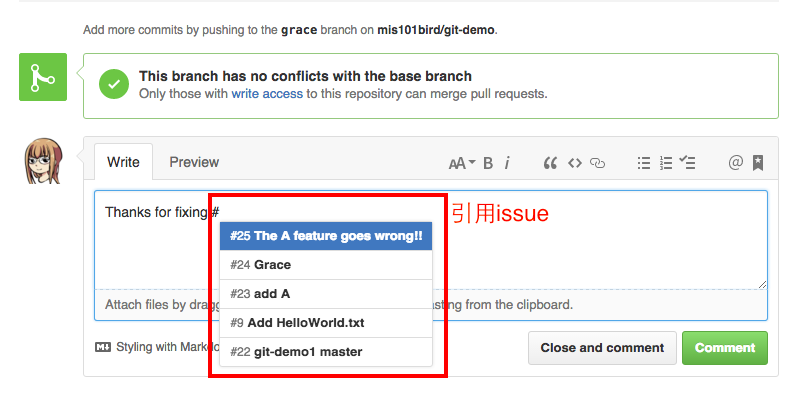 Add more commits by pushing to the grace branch on mis101bird/git-demo.
This branch has no conflicts with the base branch
Only those with write access to this repository can merge pull requests.
Write Preview AA B i @
Thanks for fixing #
引用issue
#25 The A feature goes wrong!!
#24 Grace
#23 add A
#9 Add HelloWorld.txt
#22 git-demo1 master
Attach files by dragg sting from the clipboard.
Styling with Markdo
Close and comment
Comment